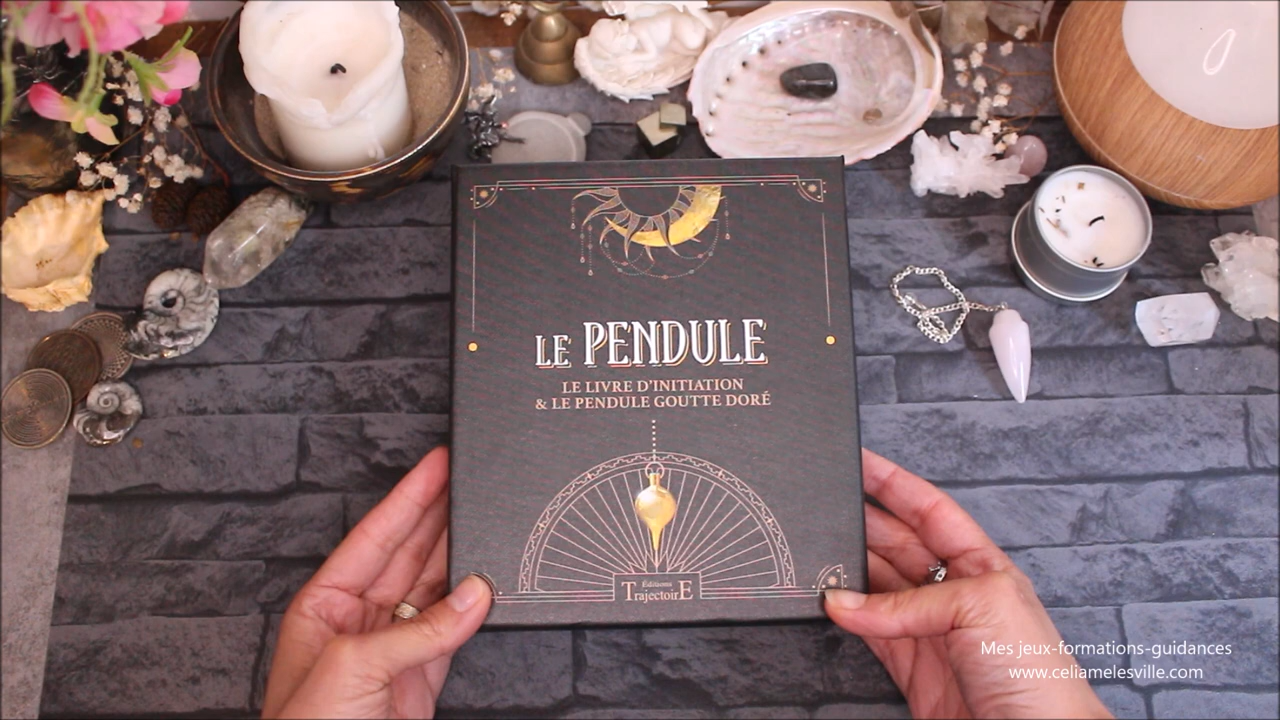 LE PENDULE
LE LIVRE D'INITIATION
& LE PENDULE GOUTTE DORÉ
Éditions
TrajectoirE
Mes jeux-formations-guidances
www.celiamelesville.com